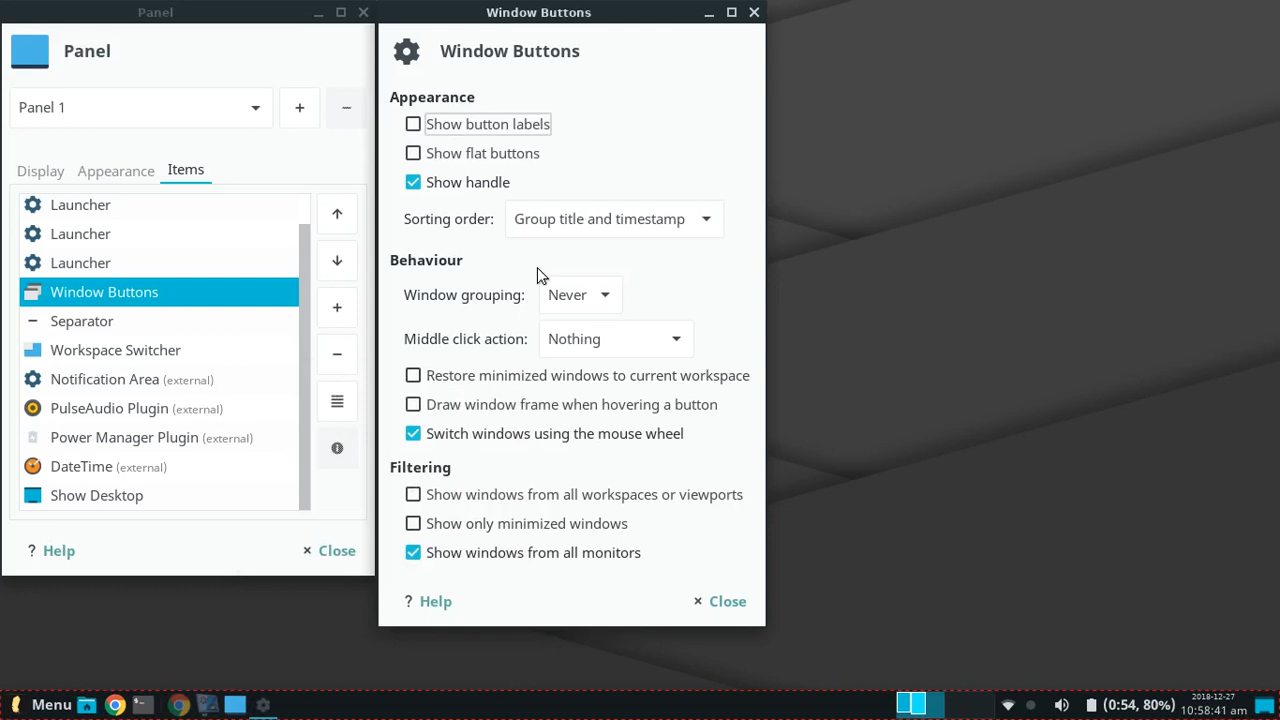 Panel
Panel
Panel 1
+
−
Display Appearance Items
Launcher
Launcher
Launcher
Window Buttons
Separator
Workspace Switcher
Notification Area (external)
PulseAudio Plugin (external)
Power Manager Plugin (external)
DateTime (external)
Show Desktop
? Help
× Close
Window Buttons
Window Buttons
Appearance
Show button labels
Show flat buttons
Show handle
Sorting order: Group title and timestamp
Behaviour
Window grouping: Never
Middle click action: Nothing
Restore minimized windows to current workspace
Draw window frame when hovering a button
Switch windows using the mouse wheel
Filtering
Show windows from all workspaces or viewports
Show only minimized windows
Show windows from all monitors
? Help
× Close
Menu
(0:54, 80%)
2018-12-27
10:58:41 am